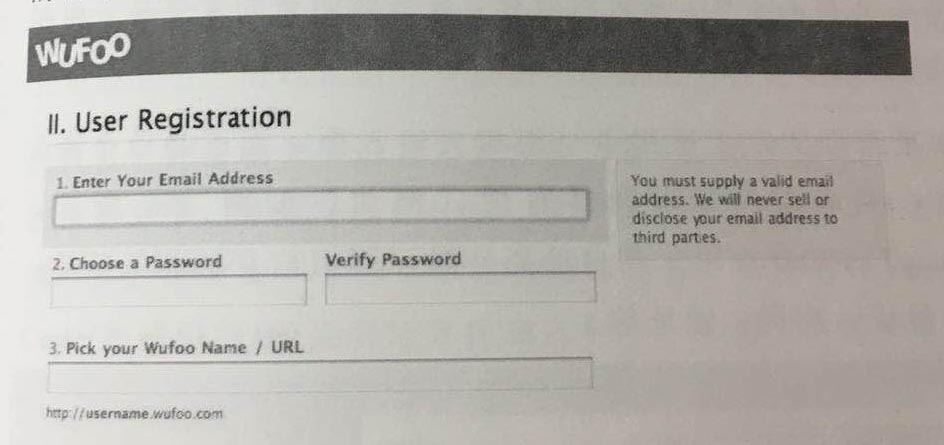 WUFOO
II. User Registration
1. Enter Your Email Address
You must supply a valid email
address. We will never sell or
disclose your email address to
third parties.
2. Choose a Password
Verify Password
3. Pick your Wufoo Name / URL
http://username.wufoo.com